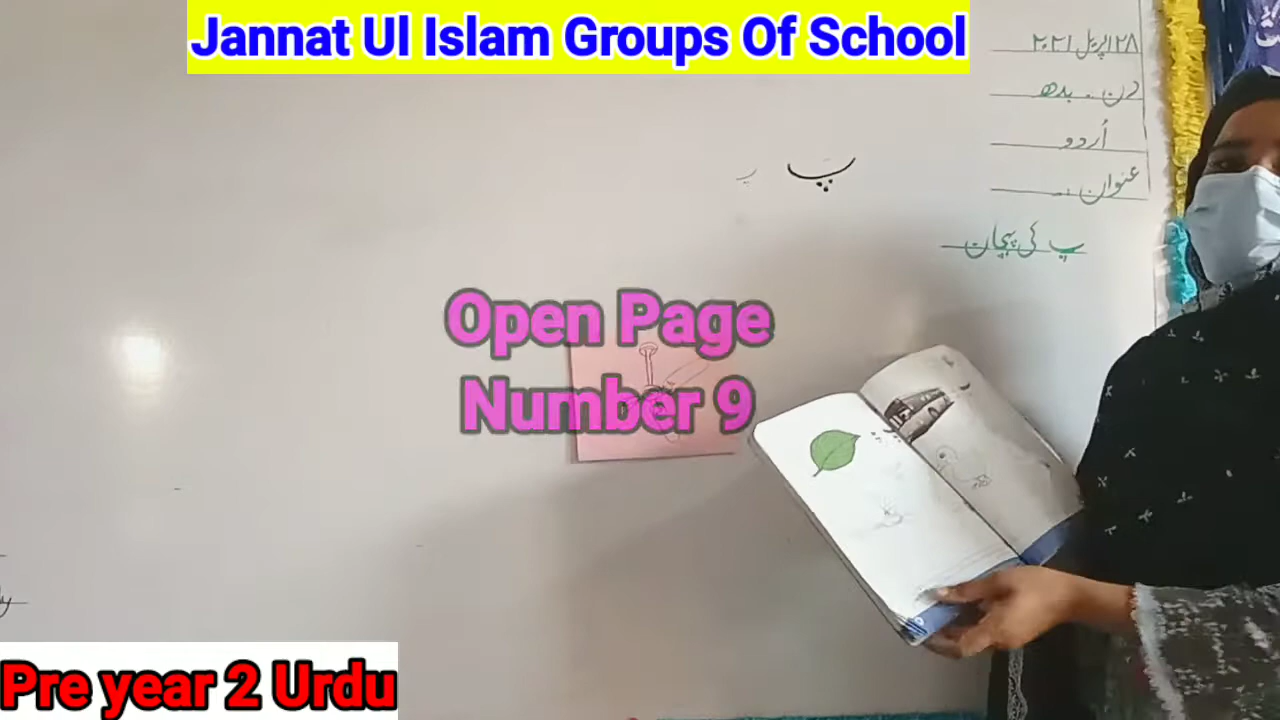 Jannat Ul Islam Groups Of School
۲۸ اپریل ۲۰۲۱
دن :۔ بدھ
اُردو
عنوان :۔
پ کی پہچان
پ
Open Page
Number 9
Pre year 2 Urdu